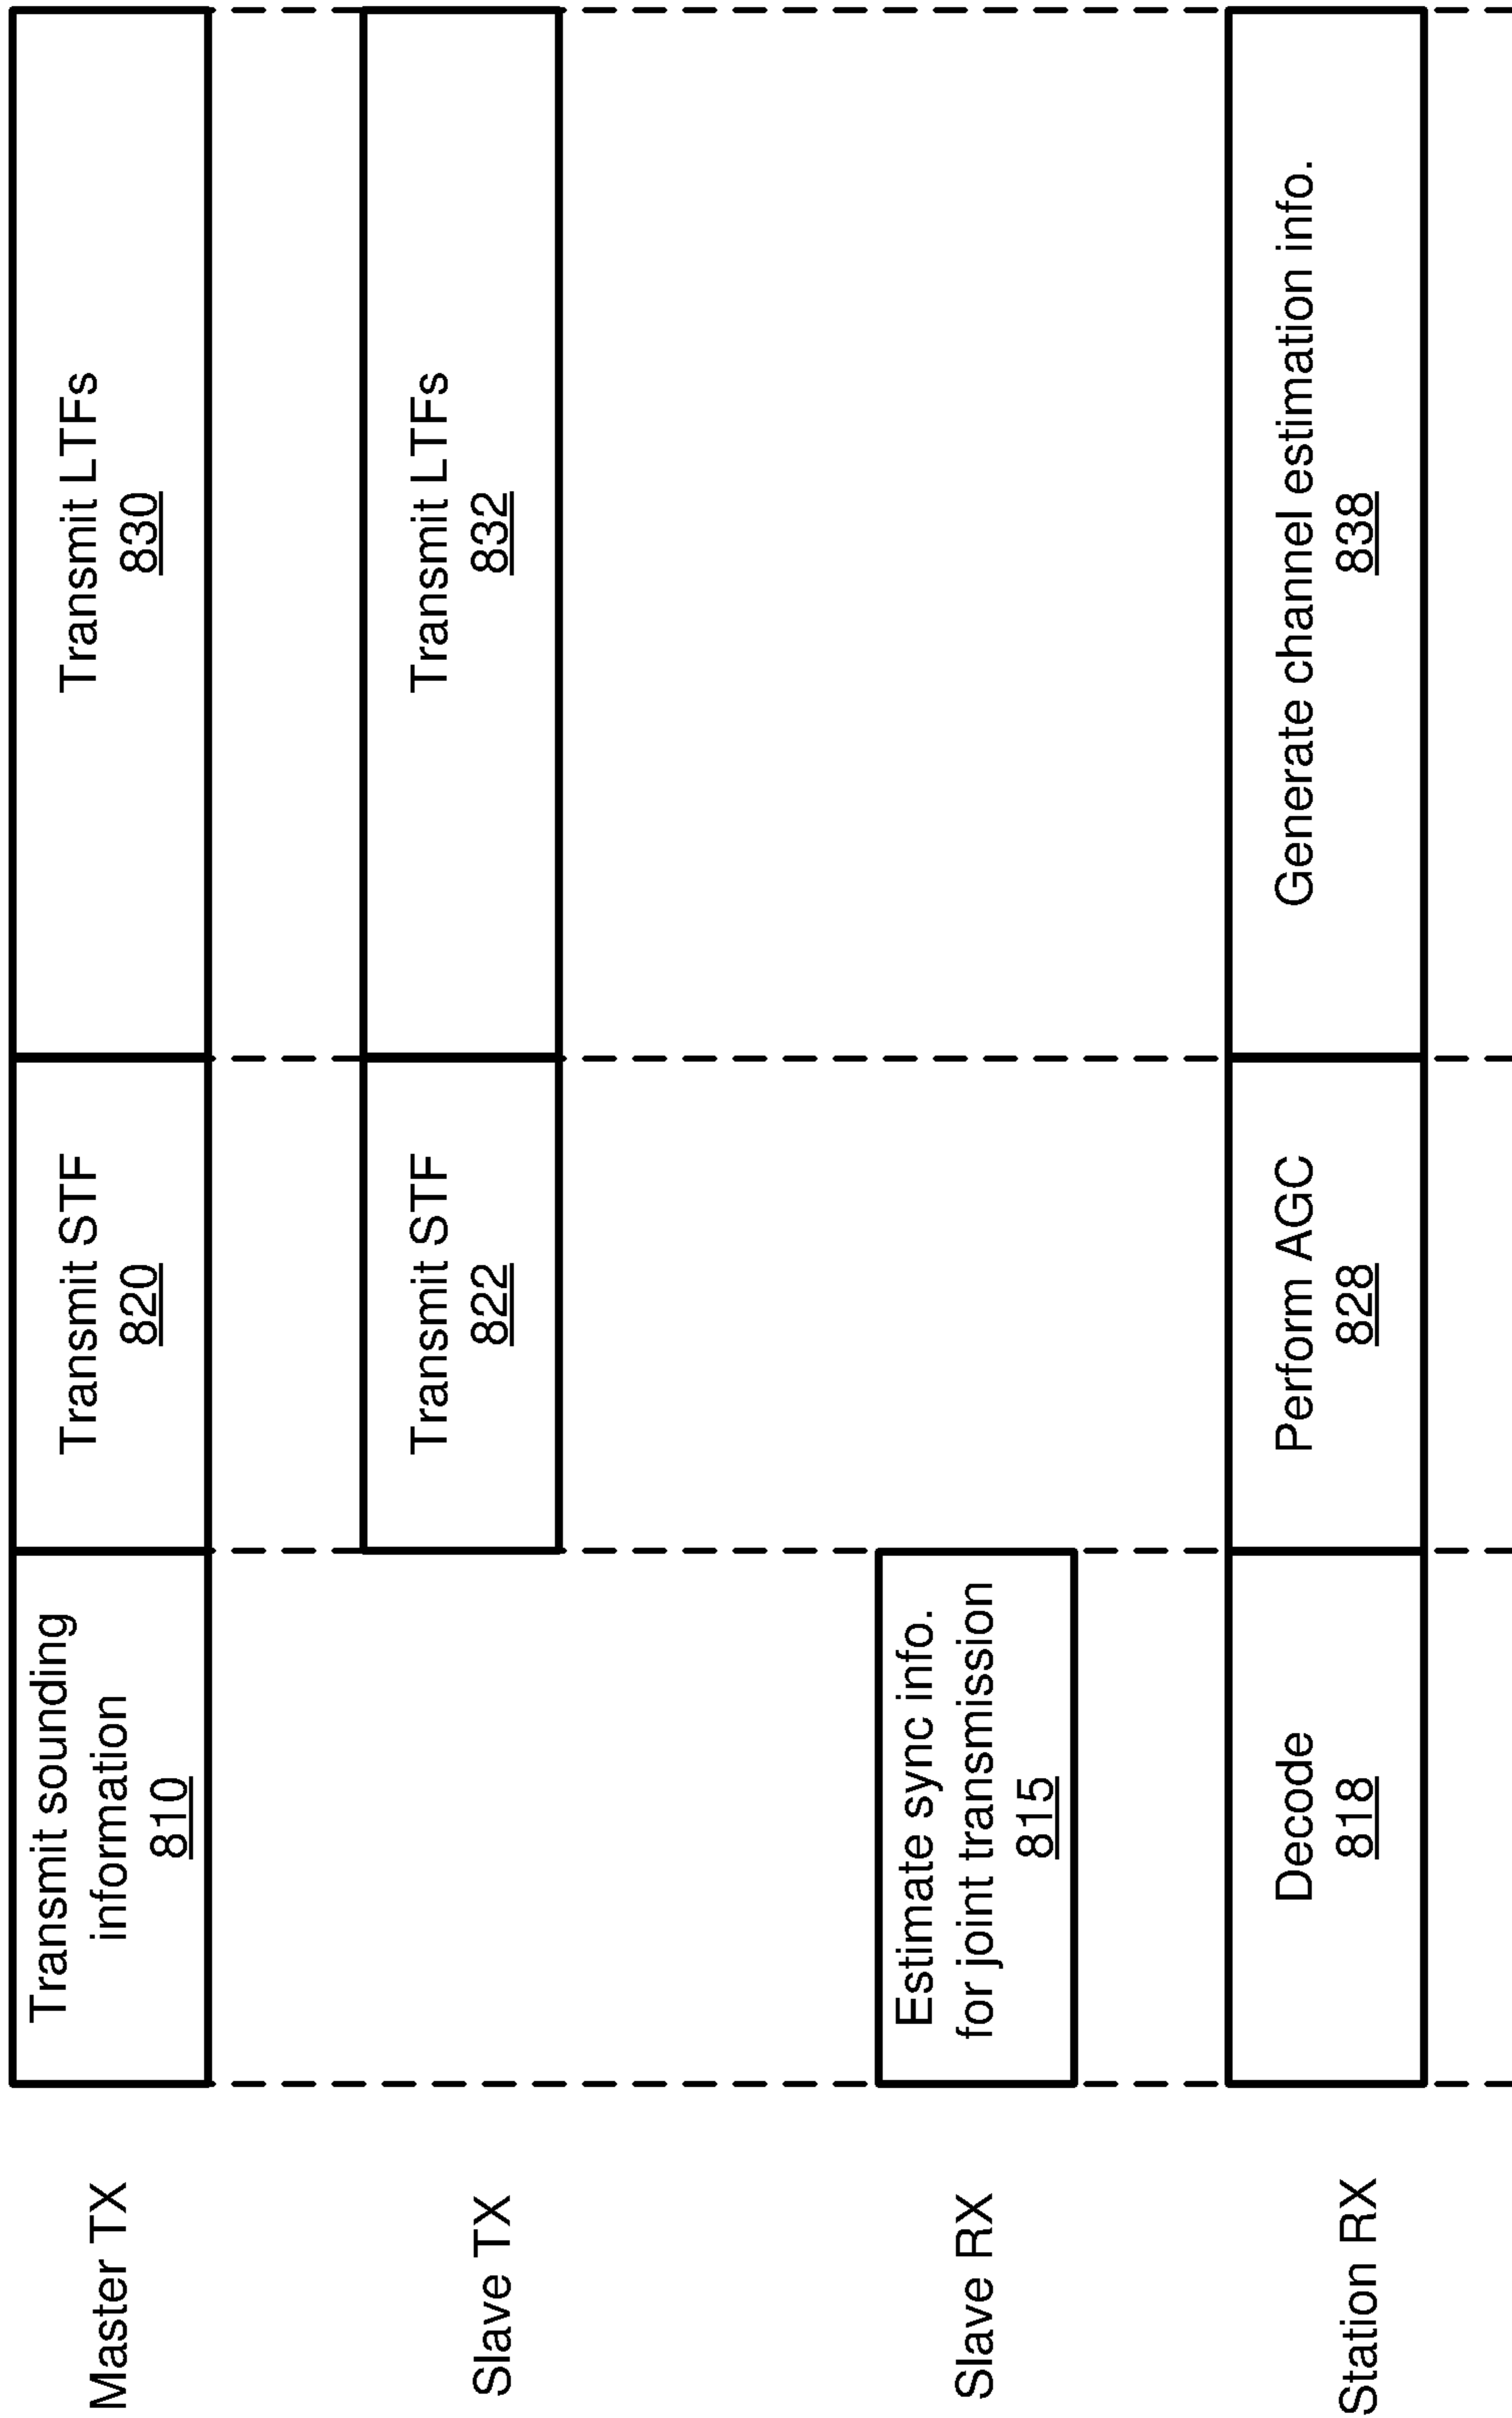 Master TX
Transmit sounding
information
810
Transmit STF
820
Transmit LTFs
830
Slave TX
Transmit STF
822
Transmit LTFs
832
Slave RX
Estimate sync info.
for joint transmission
815
Station RX
Decode
818
Perform AGC
828
Generate channel estimation info.
838